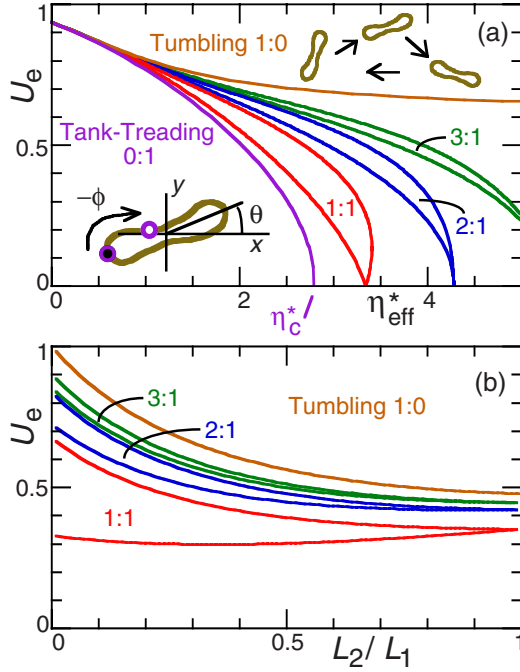 1
Tumbling 1:0
(a)
U_e
Tank-Treading
0:1
0.5
3:1
−ϕ
y
θ
x
1:1
2:1
0
0
2
η_c^*
η_eff^*
4
1
(b)
3:1
Tumbling 1:0
U_e
2:1
0.5
1:1
0
0
0.5
L_2/L_1
1